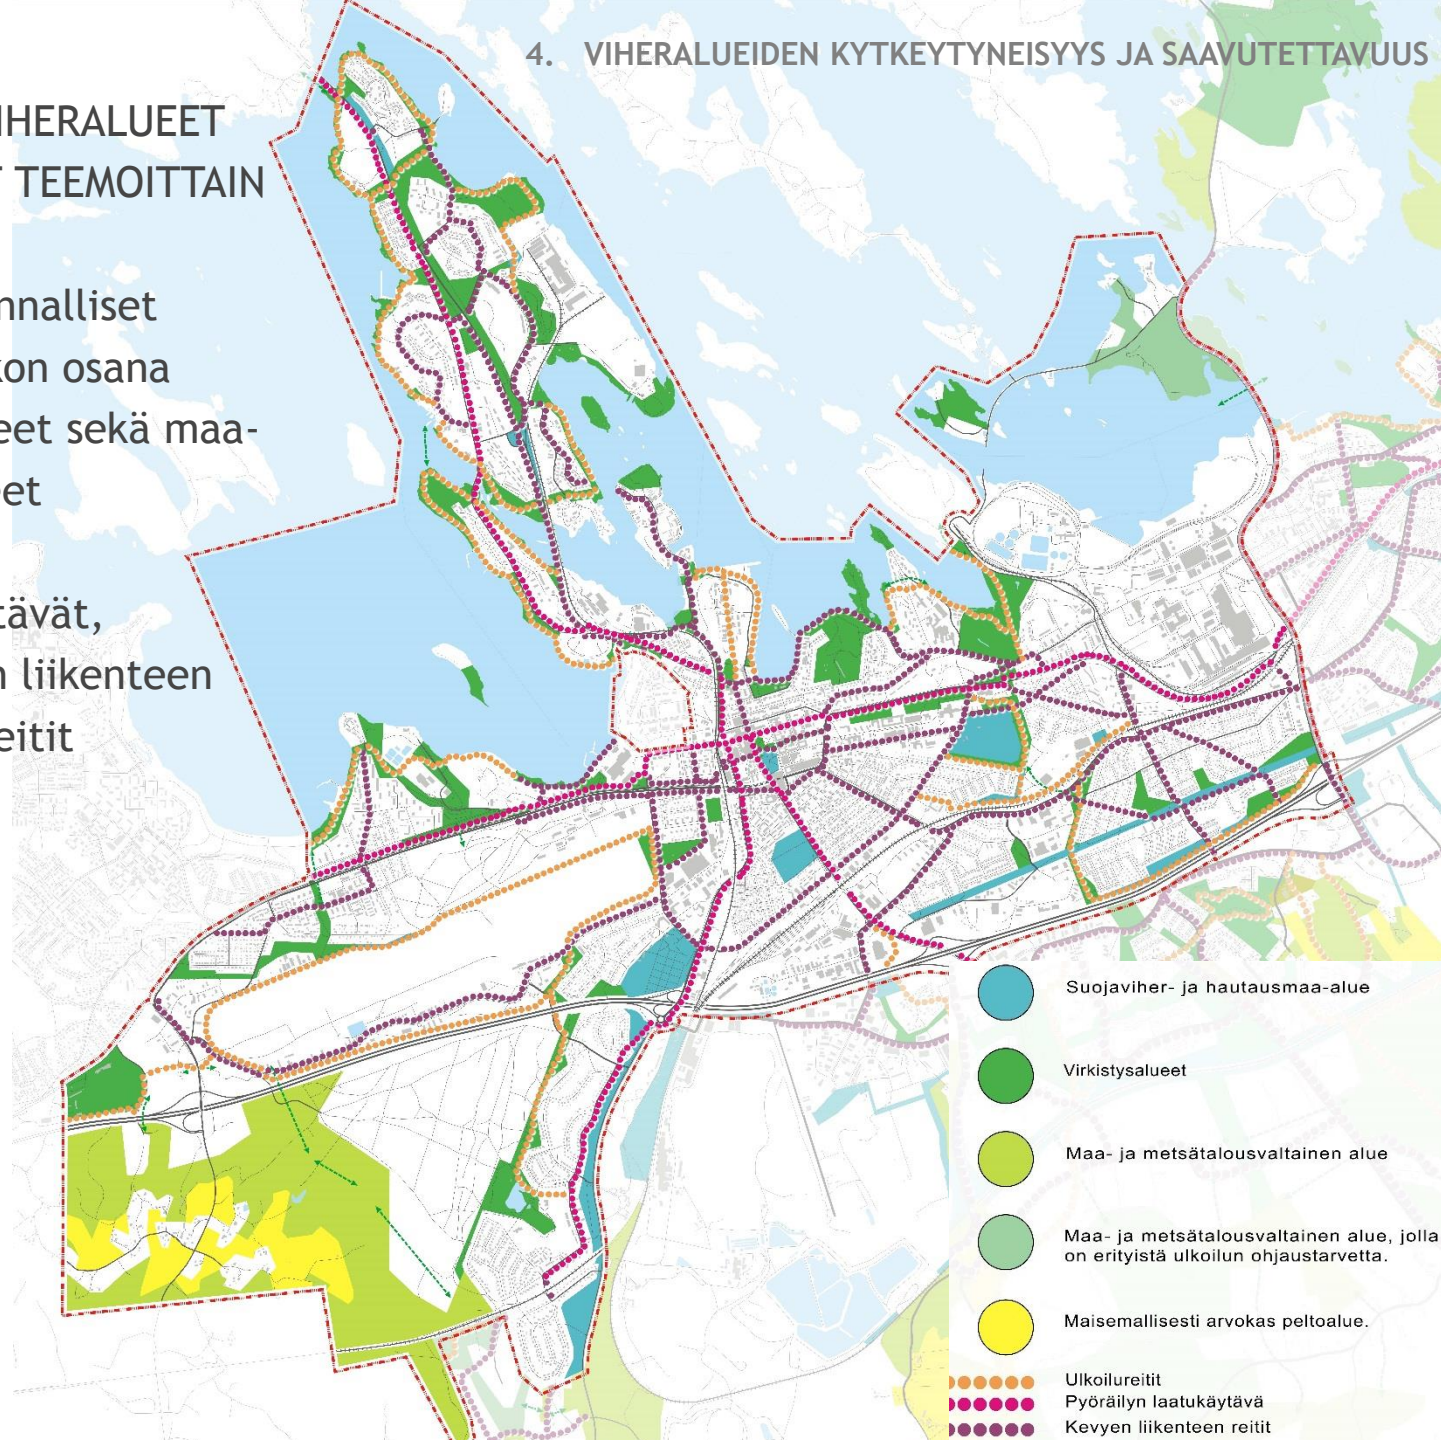 4. VIHERALUEIDEN KYTKEYTYNEISYYS JA SAAVUTETTAVUUS
IHERALUEET
T TEEMOITTAIN
nnalliset
kon osana
eet sekä maa-
eet
tävät,
n liikenteen
eitit
Suojaviher- ja hautausmaa-alue
Virkistysalueet
Maa- ja metsätalousvaltainen alue
Maa- ja metsätalousvaltainen alue, jolla
on erityistä ulkoilun ohjaustarvetta.
Maisemallisesti arvokas peltoalue.
Ulkoilureitit
Pyöräilyn laatukäytävä
Kevyen liikenteen reitit